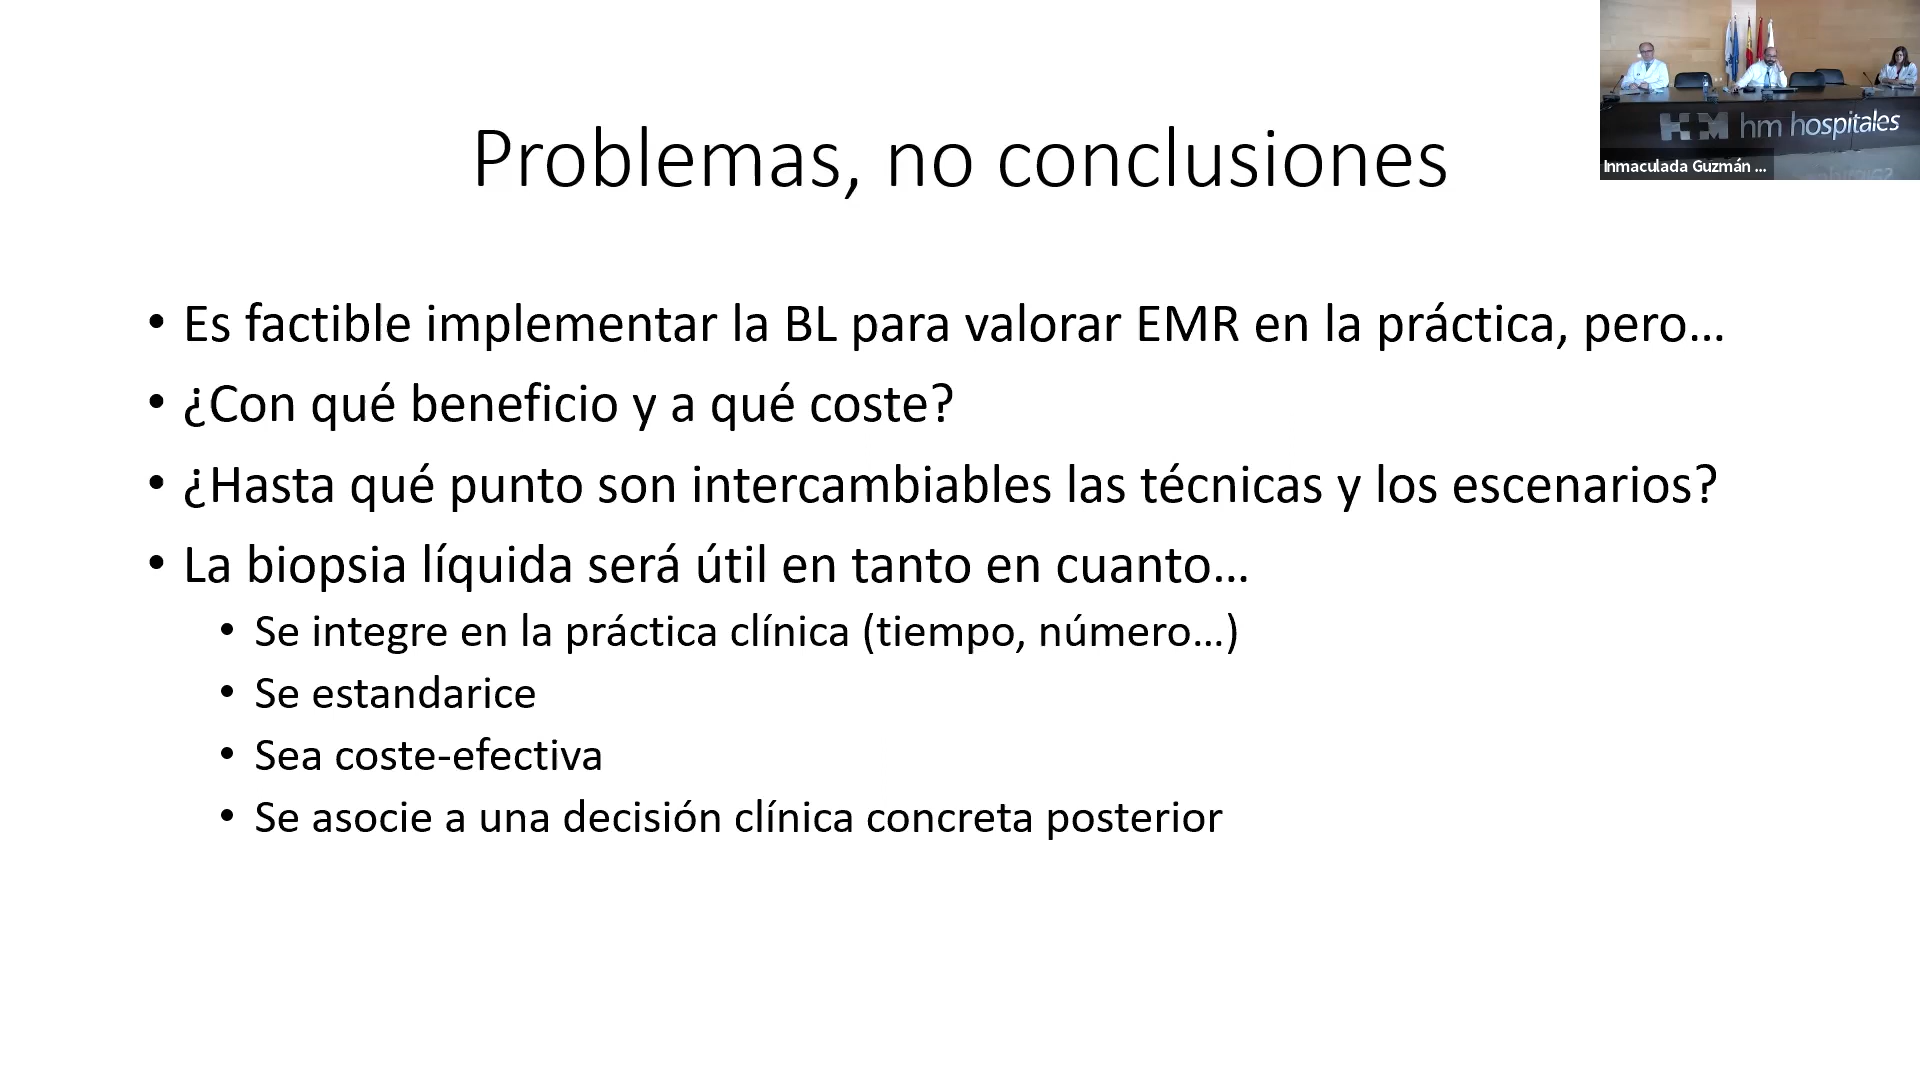 Problemas, no conclusiones
• Es factible implementar la BL para valorar EMR en la práctica, pero…
• ¿Con qué beneficio y a qué coste?
• ¿Hasta qué punto son intercambiables las técnicas y los escenarios?
• La biopsia líquida será útil en tanto en cuanto…
• Se integre en la práctica clínica (tiempo, número…)
• Se estandarice
• Sea coste-efectiva
• Se asocie a una decisión clínica concreta posterior
HM hm hospitales
Inmaculada Guzmán ...